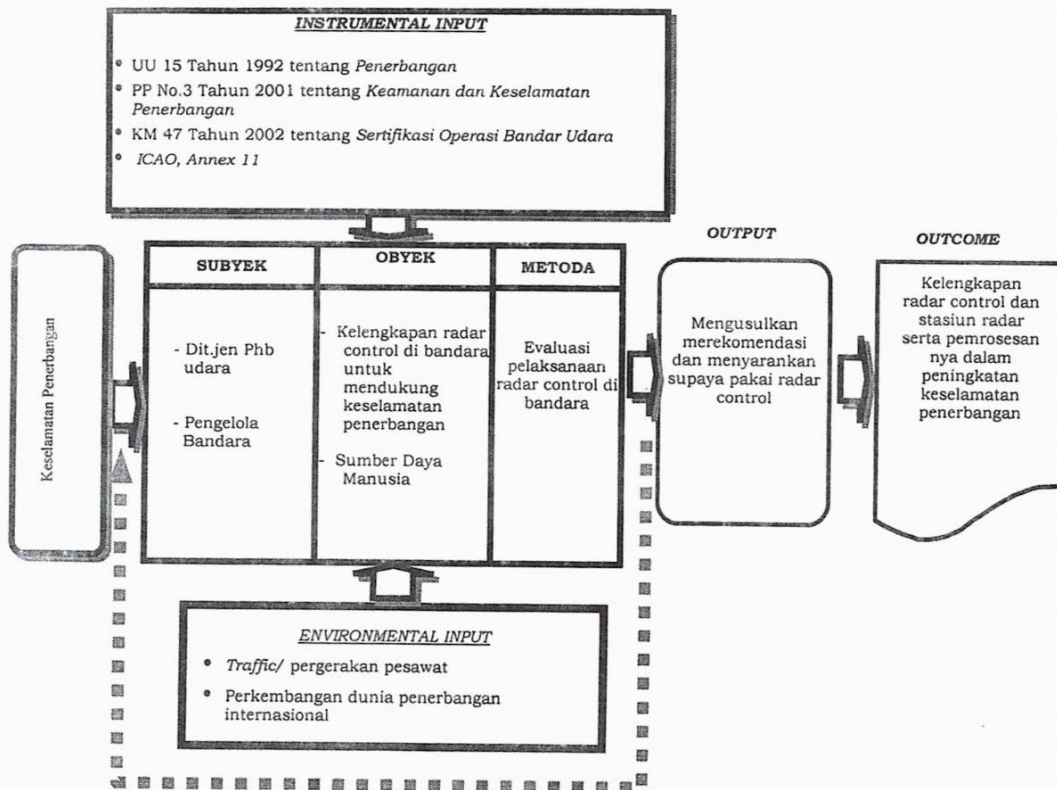 INSTRUMENTAL INPUT
• UU 15 Tahun 1992 tentang Penerbangan
• PP No.3 Tahun 2001 tentang Keamanan dan Keselamatan
Penerbangan
• KM 47 Tahun 2002 tentang Sertifikasi Operasi Bandar Udara
• ICAO, Annex 11
Keselamatan Penerbangan
SUBYEK
- Dit.jen Phb
udara
- Pengelola
Bandara
OBYEK
- Kelengkapan radar
control di bandara
untuk
mendukung
keselamatan
penerbangan
- Sumber Daya
Manusia
METODA
Evaluasi
pelaksanaan
radar control di
bandara
OUTPUT
Mengusulkan
merekomendasi
dan menyarankan
supaya pakai radar
control
OUTCOME
Kelengkapan
radar control dan
stasiun radar
serta pemrosesan
nya dalam
peningkatan
keselamatan
penerbangan
ENVIRONMENTAL INPUT
• Traffic/ pergerakan pesawat
• Perkembangan dunia penerbangan
internasional